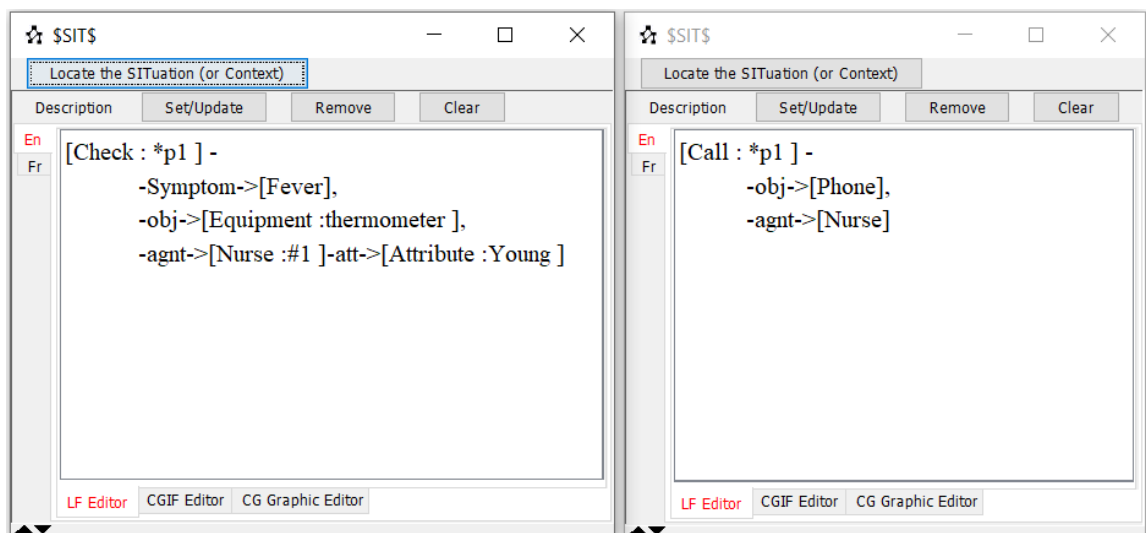 $SIT$
Locate the SITuation (or Context)
Description Set/Update Remove Clear
En
Fr
[Check : *p1 ] -
-Symptom->[Fever],
-obj->[Equipment :thermometer ],
-agnt->[Nurse :#1 ]-att->[Attribute :Young ]
LF Editor CGIF Editor CG Graphic Editor
$SIT$
Locate the SITuation (or Context)
Description Set/Update Remove Clear
En
Fr
[Call : *p1 ] -
-obj->[Phone],
-agnt->[Nurse]
LF Editor CGIF Editor CG Graphic Editor